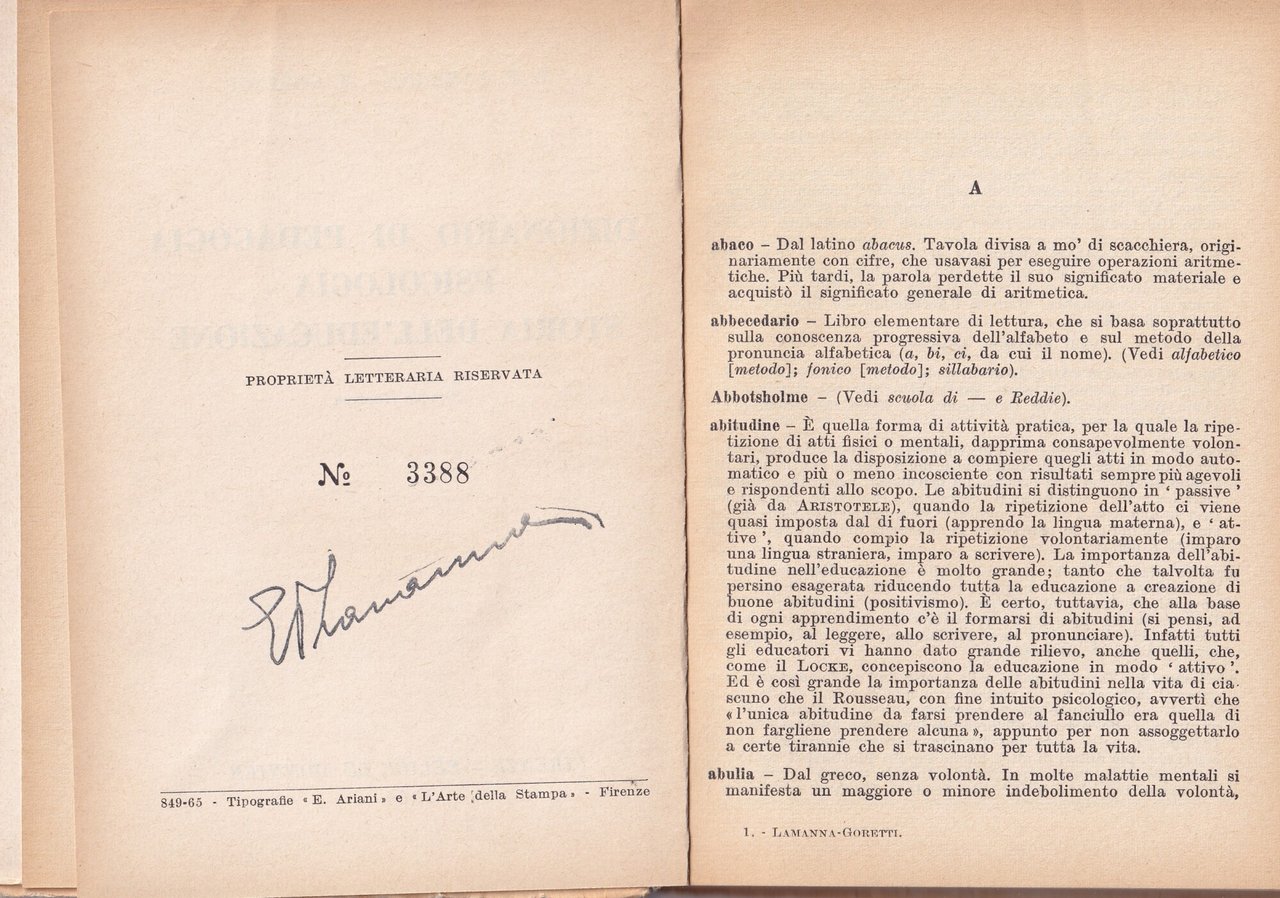 PROPRIETÀ LETTERARIA RISERVATA
№ 3388
ELamanna
849-65 - Tipografie « E. Ariani » e « L'Arte della Stampa » - Firenze
A
abaco – Dal latino abacus. Tavola divisa a mo' di scacchiera, origi-
nariamente con cifre, che usavasi per eseguire operazioni aritme-
tiche. Più tardi, la parola perdette il suo significato materiale e
acquistò il significato generale di aritmetica.
abbecedario – Libro elementare di lettura, che si basa soprattutto
sulla conoscenza progressiva dell'alfabeto e sul metodo della
pronuncia alfabetica (a, bi, ci, da cui il nome). (Vedi alfabetico
[metodo]; fonico [metodo]; sillabario).
Abbotsholme – (Vedi scuola di — e Reddie).
abitudine – È quella forma di attività pratica, per la quale la ripe-
tizione di atti fisici o mentali, dapprima consapevolmente volon-
tari, produce la disposizione a compiere quegli atti in modo auto-
matico e più o meno incosciente con risultati sempre più agevoli
e rispondenti allo scopo. Le abitudini si distinguono in ‘ passive ’
(già da ARISTOTELE), quando la ripetizione dell'atto ci viene
quasi imposta dal di fuori (apprendo la lingua materna), e ‘ at-
tive ’, quando compio la ripetizione volontariamente (imparo
una lingua straniera, imparo a scrivere). La importanza dell'abi-
tudine nell'educazione è molto grande; tanto che talvolta fu
persino esagerata riducendo tutta la educazione a creazione di
buone abitudini (positivismo). È certo, tuttavia, che alla base
di ogni apprendimento c'è il formarsi di abitudini (si pensi, ad
esempio, al leggere, allo scrivere, al pronunciare). Infatti tutti
gli educatori vi hanno dato grande rilievo, anche quelli, che,
come il LOCKE, concepiscono la educazione in modo ‘ attivo ’.
Ed è così grande la importanza delle abitudini nella vita di cia-
scuno che il Rousseau, con fine intuito psicologico, avvertì che
« l'unica abitudine da farsi prendere al fanciullo era quella di
non fargliene prendere alcuna », appunto per non assoggettarlo
a certe tirannie che si trascinano per tutta la vita.
abulia – Dal greco, senza volontà. In molte malattie mentali si
manifesta un maggiore o minore indebolimento della volontà,
1. - LAMANNA-GORETTI.